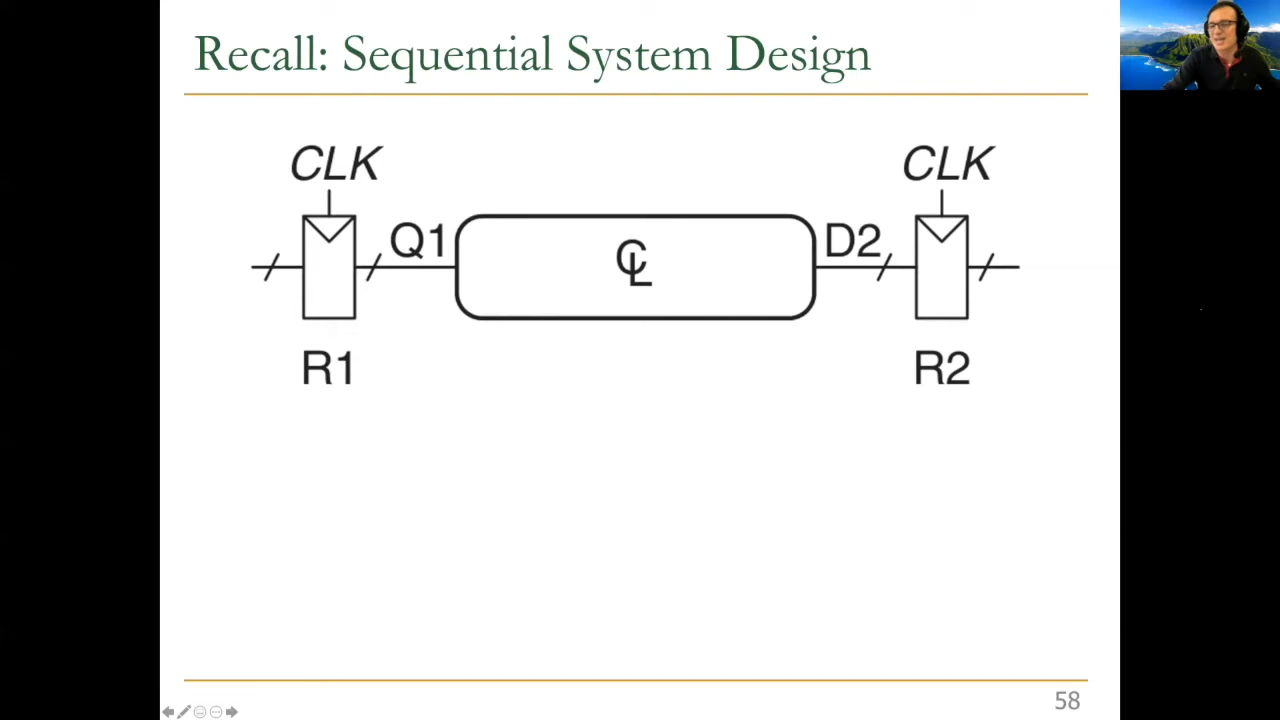 Recall: Sequential System Design
CLK
CLK
Q1
CL
D2
R1
R2
58